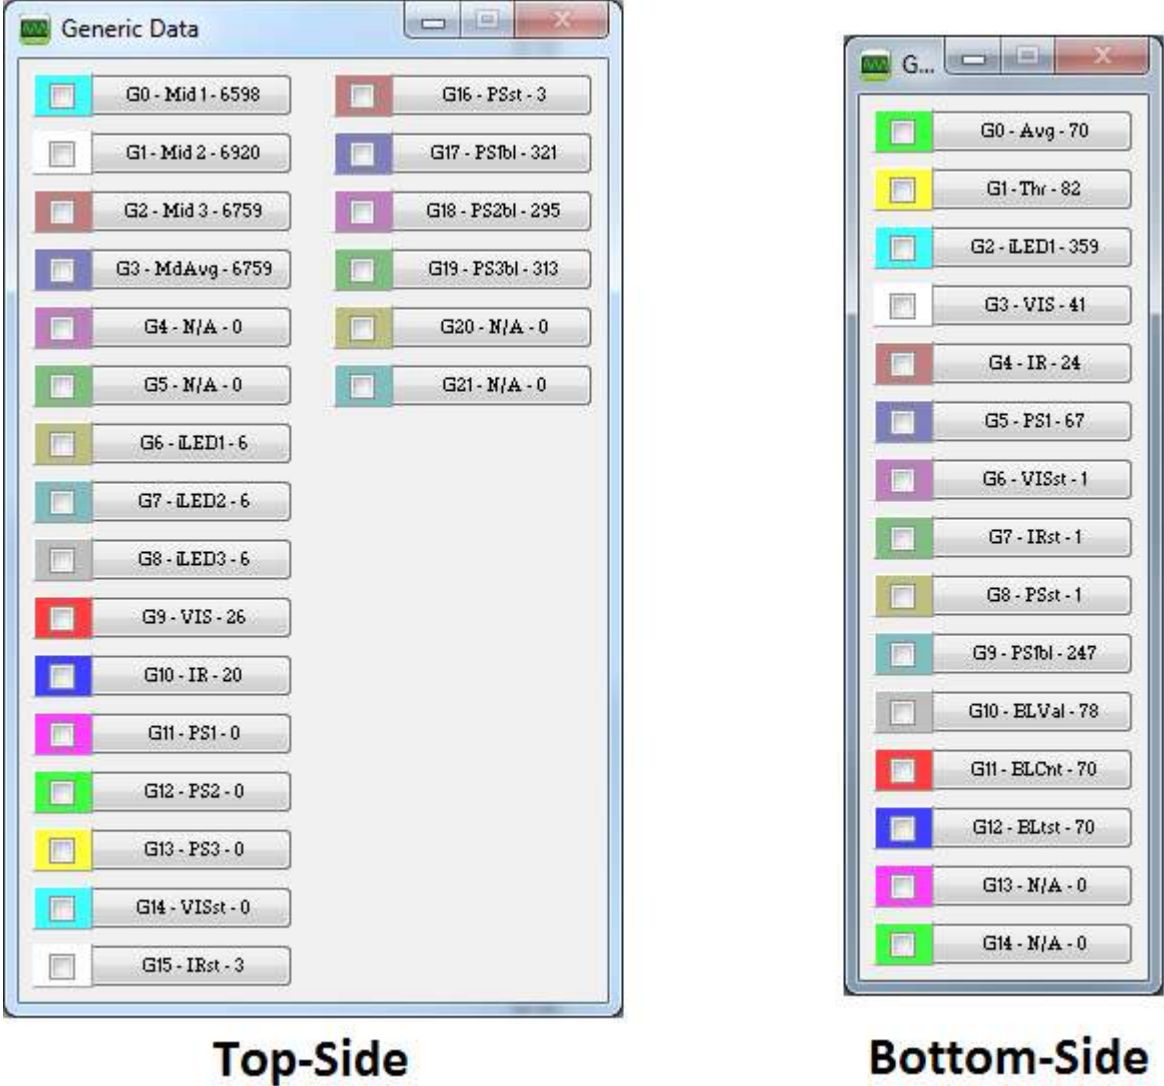 Generic Data
G0 - Mid 1 - 6598
G1 - Mid 2 - 6920
G2 - Mid 3 - 6759
G3 - MdAvg - 6759
G4 - N/A - 0
G5 - N/A - 0
G6 - iLED1 - 6
G7 - iLED2 - 6
G8 - iLED3 - 6
G9 - VIS - 26
G10 - IR - 20
G11 - PS1 - 0
G12 - PS2 - 0
G13 - PS3 - 0
G14 - VISst - 0
G15 - IRst - 3
G16 - PSst - 3
G17 - PS1bl - 321
G18 - PS2bl - 295
G19 - PS3bl - 313
G20 - N/A - 0
G21 - N/A - 0
Top-Side
G...
G0 - Avg - 70
G1 - Thr - 82
G2 - iLED1 - 359
G3 - VIS - 41
G4 - IR - 24
G5 - PS1 - 67
G6 - VISst - 1
G7 - IRst - 1
G8 - PSst - 1
G9 - PS1bl - 247
G10 - BLVal - 78
G11 - BLCnt - 70
G12 - BLtst - 70
G13 - N/A - 0
G14 - N/A - 0
Bottom-Side